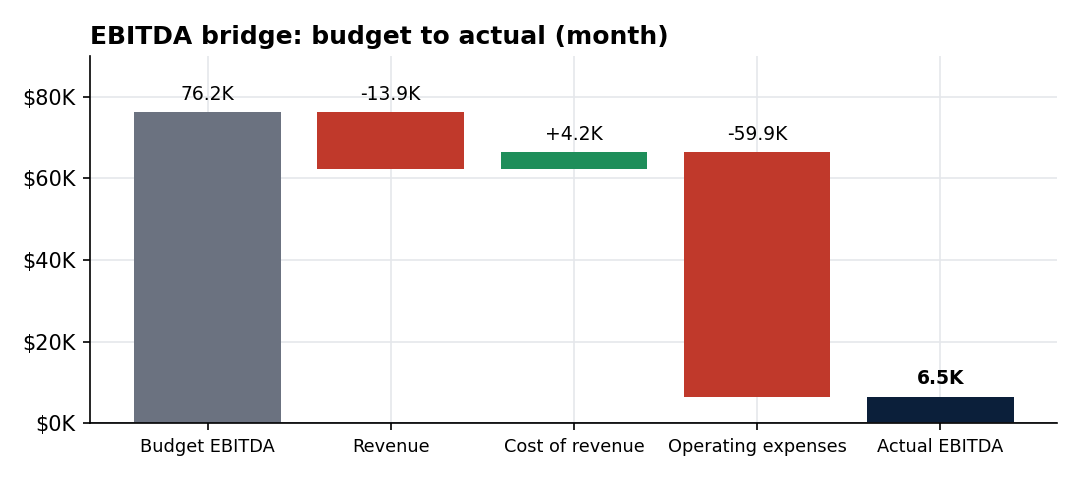 EBITDA bridge: budget to actual (month)
$80K
$60K
$40K
$20K
$0K
76.2K
-13.9K
+4.2K
-59.9K
6.5K
Budget EBITDA
Revenue
Cost of revenue
Operating expenses
Actual EBITDA